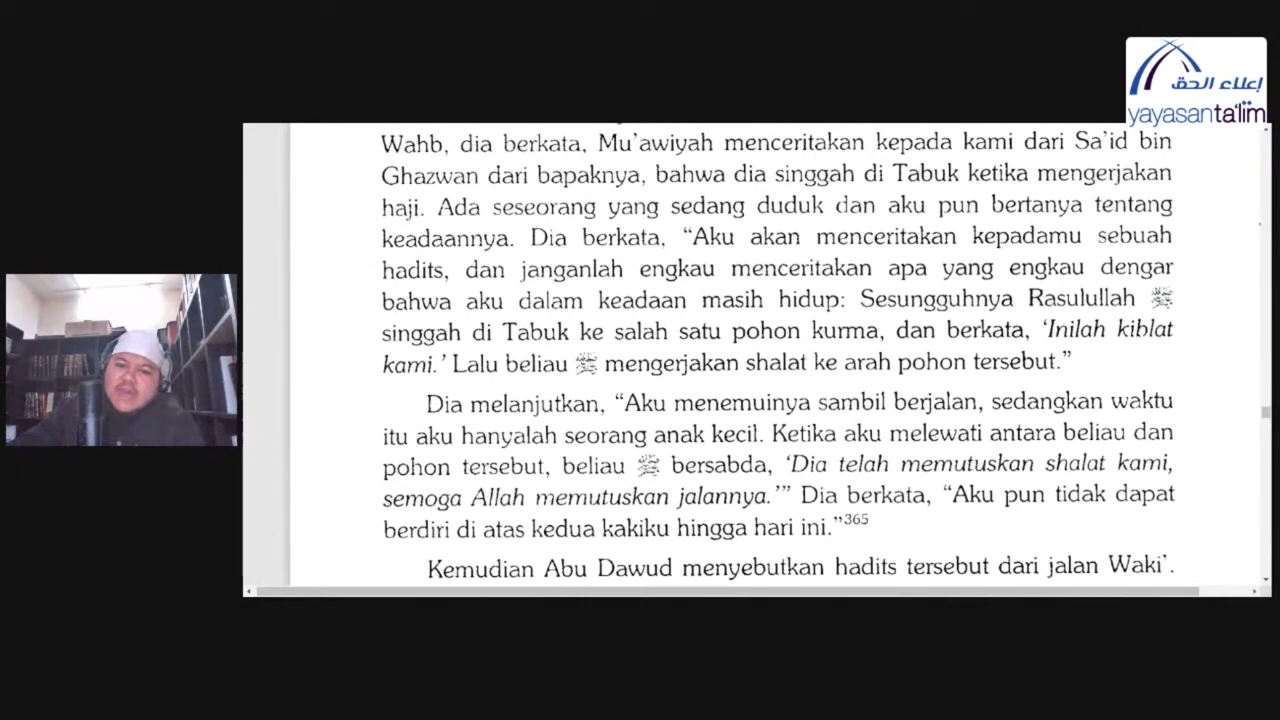 إعلاء الحق
yayasanta'lim
Wahb, dia berkata, Mu’awiyah menceritakan kepada kami dari Sa’id bin
Ghazwan dari bapaknya, bahwa dia singgah di Tabuk ketika mengerjakan
haji. Ada seseorang yang sedang duduk dan aku pun bertanya tentang
keadaannya. Dia berkata, “Aku akan menceritakan kepadamu sebuah
hadits, dan janganlah engkau menceritakan apa yang engkau dengar
bahwa aku dalam keadaan masih hidup: Sesungguhnya Rasulullah ﷺ
singgah di Tabuk ke salah satu pohon kurma, dan berkata, ‘Inilah kiblat
kami.’ Lalu beliau ﷺ mengerjakan shalat ke arah pohon tersebut.”
Dia melanjutkan, “Aku menemuinya sambil berjalan, sedangkan waktu
itu aku hanyalah seorang anak kecil. Ketika aku melewati antara beliau dan
pohon tersebut, beliau ﷺ bersabda, ‘Dia telah memutuskan shalat kami,
semoga Allah memutuskan jalannya.’” Dia berkata, “Aku pun tidak dapat
berdiri di atas kedua kakiku hingga hari ini.”365
Kemudian Abu Dawud menyebutkan hadits tersebut dari jalan Waki’.